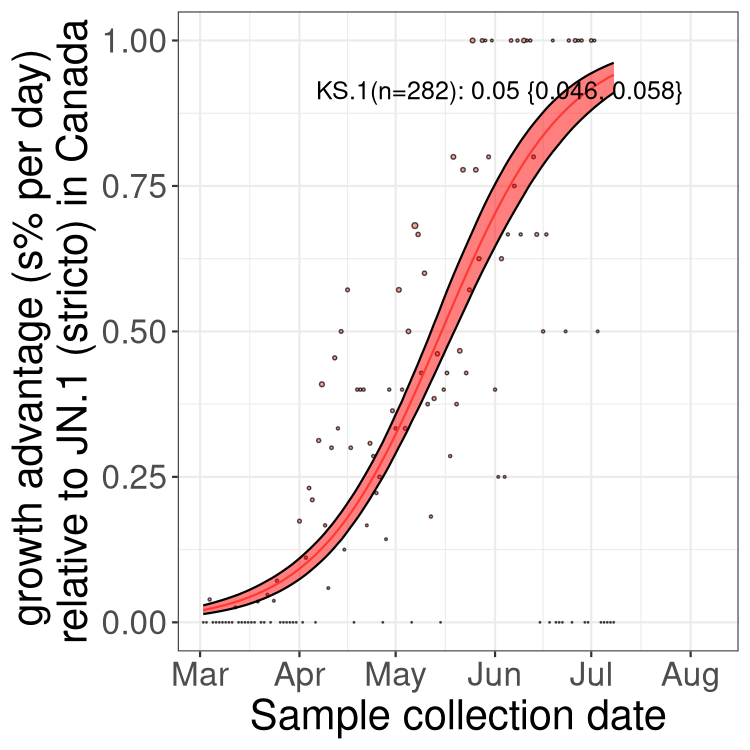 growth advantage (s% per day)
relative to JN.1 (stricto) in Canada
1.00
0.75
0.50
0.25
0.00
KS.1(n=282): 0.05 {0.046, 0.058}
Mar Apr May Jun Jul Aug
Sample collection date